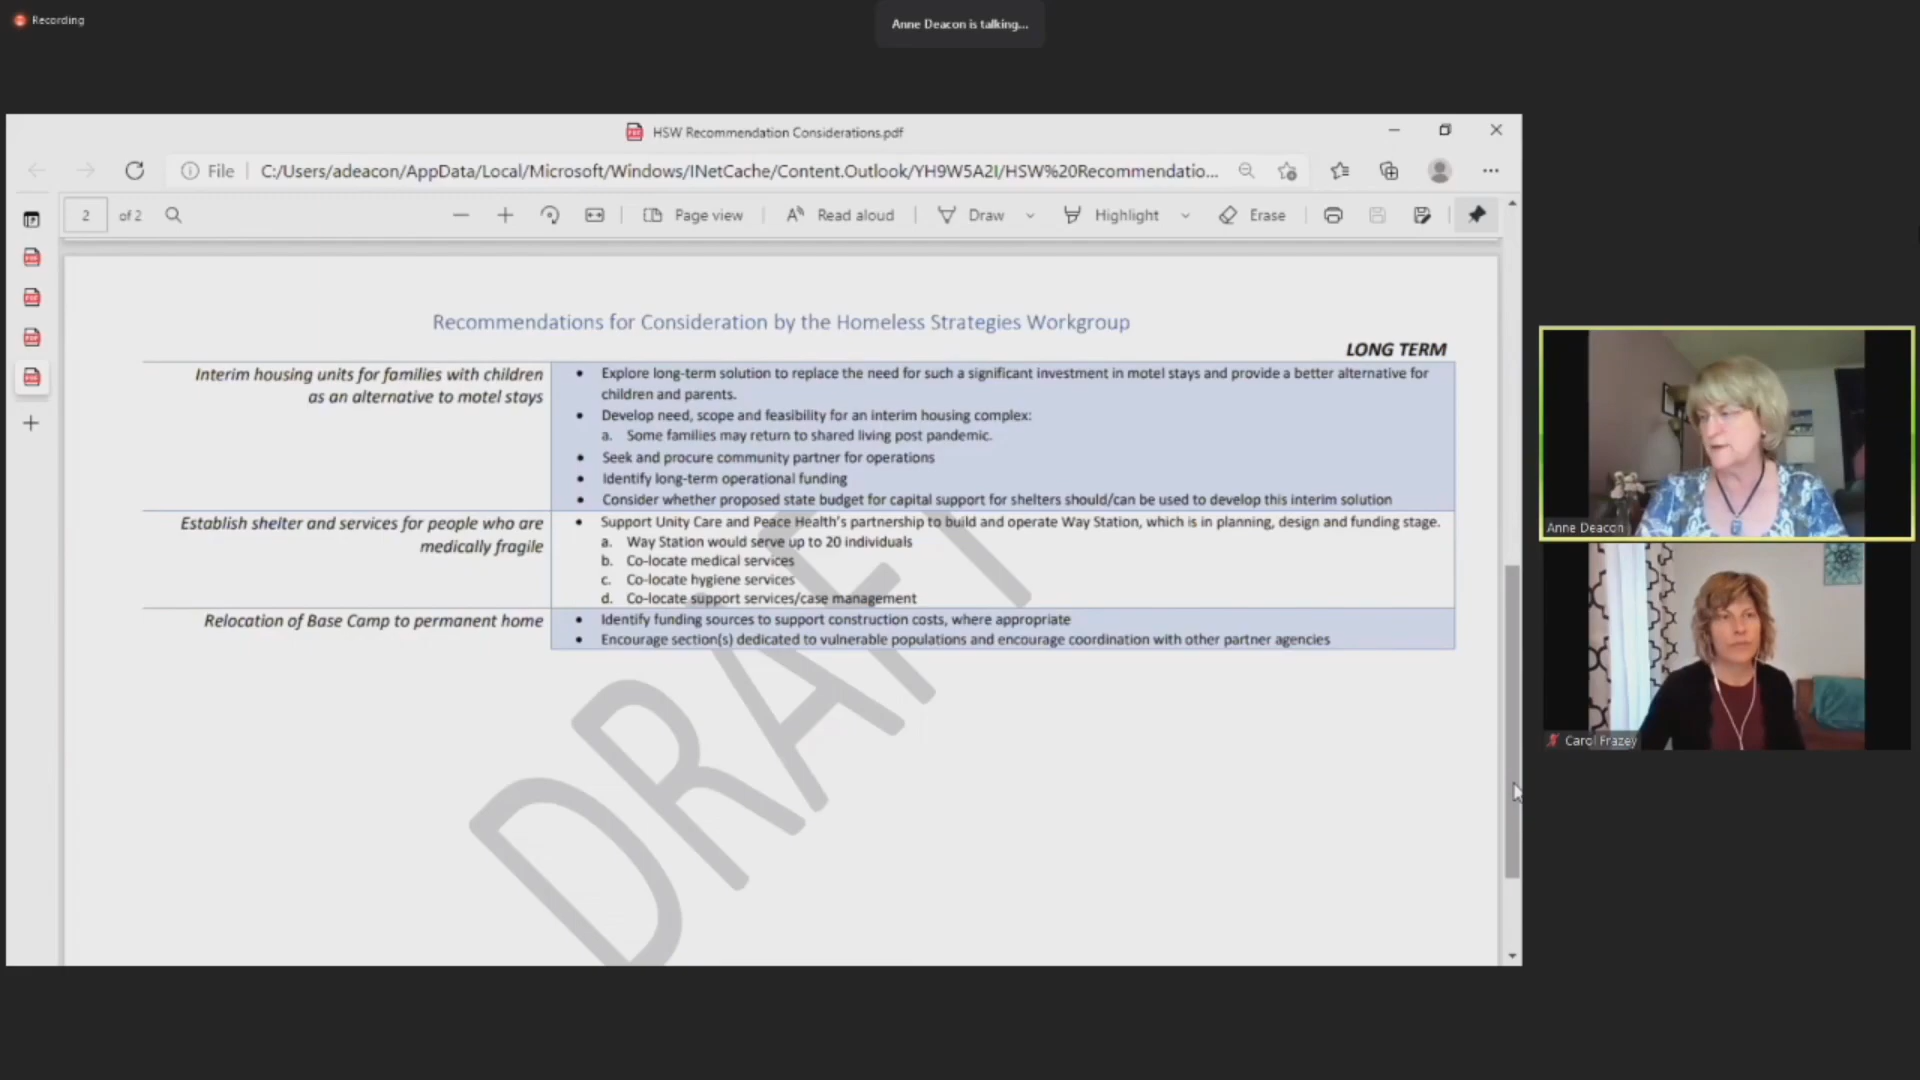 Recording
Anne Deacon is talking...
HSW Recommendation Considerations.pdf
File
C:/Users/adeacon/AppData/Local/Microsoft/Windows/INetCache/Content.Outlook/YH9W5A2I/HSW%20Recommendatio...
2 of 2
Page view
Read aloud
Draw
Highlight
Erase
Recommendations for Consideration by the Homeless Strategies Workgroup
LONG TERM
Interim housing units for families with children
as an alternative to motel stays
• Explore long-term solution to replace the need for such a significant investment in motel stays and provide a better alternative for
children and parents.
• Develop need, scope and feasibility for an interim housing complex:
a. Some families may return to shared living post pandemic.
• Seek and procure community partner for operations
• Identify long-term operational funding
• Consider whether proposed state budget for capital support for shelters should/can be used to develop this interim solution
Establish shelter and services for people who are
medically fragile
• Support Unity Care and Peace Health's partnership to build and operate Way Station, which is in planning, design and funding stage.
a. Way Station would serve up to 20 individuals
b. Co-locate medical services
c. Co-locate hygiene services
d. Co-locate support services/case management
Relocation of Base Camp to permanent home
• Identify funding sources to support construction costs, where appropriate
• Encourage section(s) dedicated to vulnerable populations and encourage coordination with other partner agencies
DRAFT
Anne Deacon
Carol Frazey